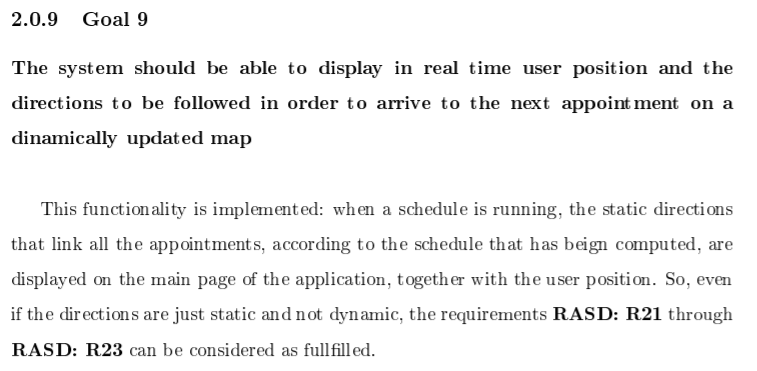 2.0.9 Goal 9
The system should be able to display in real time user position and the
directions to be followed in order to arrive to the next appointment on a
dinamically updated map
This functionality is implemented: when a schedule is running, the static directions
that link all the appointments, according to the schedule that has beign computed, are
displayed on the main page of the application, together with the user position. So, even
if the directions are just static and not dynamic, the requirements RASD: R21 through
RASD: R23 can be considered as fullfilled.